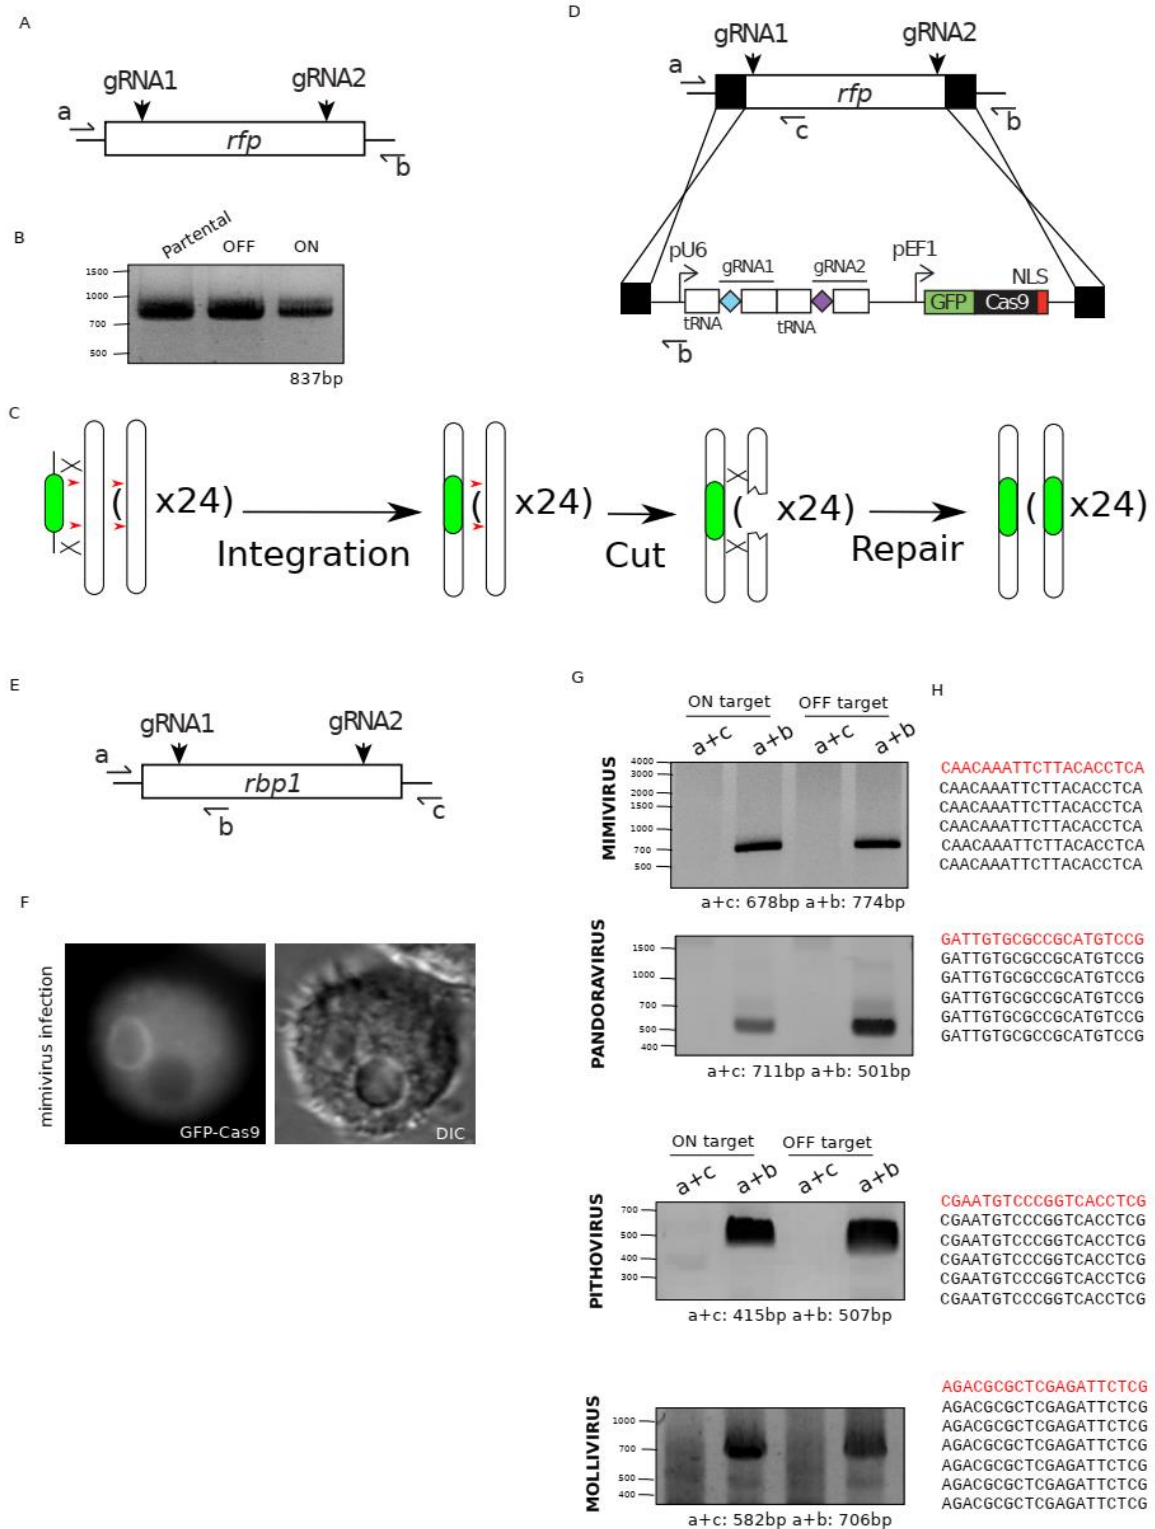 A
gRNA1
gRNA2
a
rfp
b
B
Partental
OFF
ON
1500
1000
700
500
837bp
C
( x24)
Integration
( x24)
Cut
( x24)
Repair
( x24)
D
gRNA1
gRNA2
a
rfp
c
b
pU6
gRNA1
gRNA2
pEF1
NLS
GFP
Cas9
tRNA
tRNA
b
E
gRNA1
gRNA2
a
rbp1
b
c
F
mimivirus infection
GFP-Cas9
DIC
G
ON target
OFF target
a+c
a+b
a+c
a+b
MIMIVIRUS
4000
3000
2000
1500
1000
700
500
a+c: 678bp a+b: 774bp
PANDORAVIRUS
1500
1000
700
500
400
a+c: 711bp a+b: 501bp
ON target
OFF target
a+c
a+b
a+c
a+b
PITHOVIRUS
700
500
400
300
a+c: 415bp a+b: 507bp
MOLLIVIRUS
1000
700
500
400
a+c: 582bp a+b: 706bp
H
CAACAAATTCTTACACCTCA
CAACAAATTCTTACACCTCA
CAACAAATTCTTACACCTCA
CAACAAATTCTTACACCTCA
CAACAAATTCTTACACCTCA
CAACAAATTCTTACACCTCA
GATTGTGCGCCGCATGTCCG
GATTGTGCGCCGCATGTCCG
GATTGTGCGCCGCATGTCCG
GATTGTGCGCCGCATGTCCG
GATTGTGCGCCGCATGTCCG
GATTGTGCGCCGCATGTCCG
CGAATGTCCCGGTCACCTCG
CGAATGTCCCGGTCACCTCG
CGAATGTCCCGGTCACCTCG
CGAATGTCCCGGTCACCTCG
CGAATGTCCCGGTCACCTCG
CGAATGTCCCGGTCACCTCG
AGACGCGCTCGAGATTCTCG
AGACGCGCTCGAGATTCTCG
AGACGCGCTCGAGATTCTCG
AGACGCGCTCGAGATTCTCG
AGACGCGCTCGAGATTCTCG
AGACGCGCTCGAGATTCTCG
AGACGCGCTCGAGATTCTCG